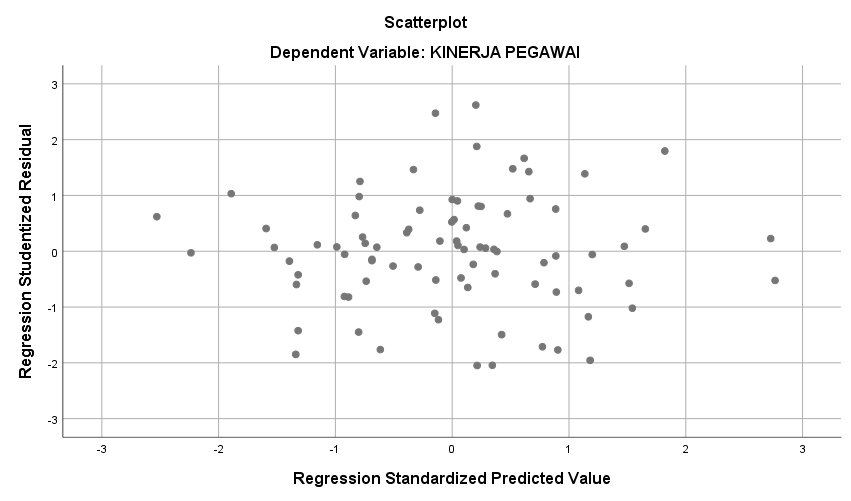 Scatterplot
Dependent Variable: KINERJA PEGAWAI
Regression Studentized Residual
3
2
1
0
-1
-2
-3
-3 -2 -1 0 1 2 3
Regression Standardized Predicted Value